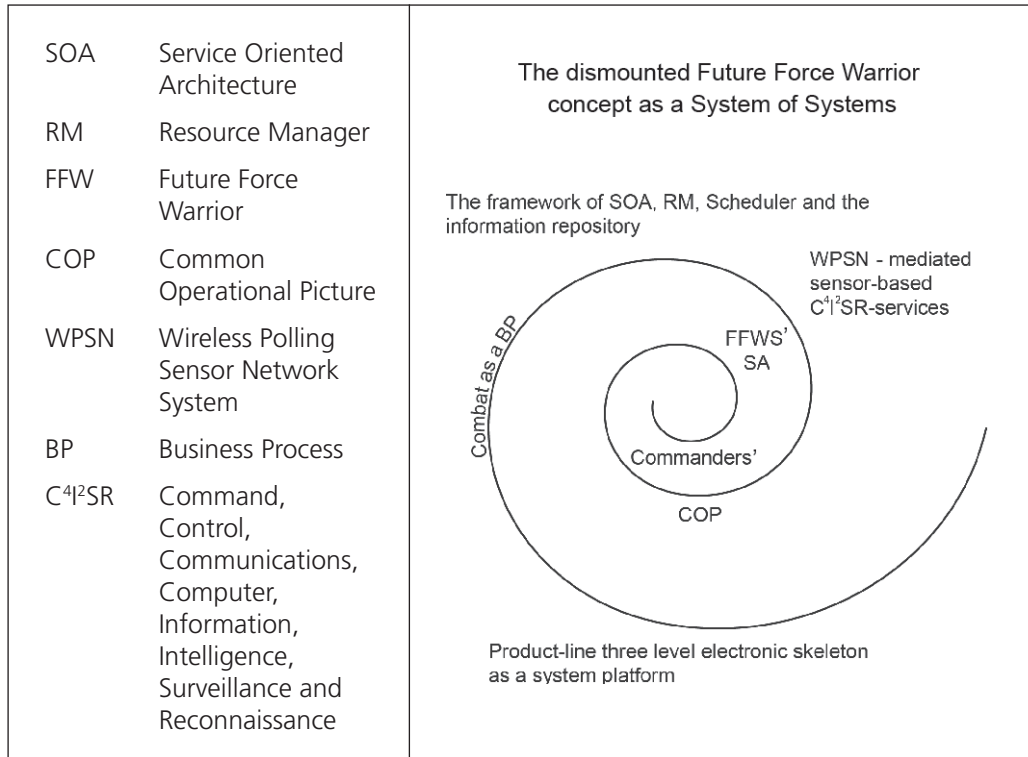 SOA Service Oriented
Architecture
RM Resource Manager
FFW Future Force
Warrior
COP Common
Operational Picture
WPSN Wireless Polling
Sensor Network
System
BP Business Process
C⁴I²SR Command,
Control,
Communications,
Computer,
Information,
Intelligence,
Surveillance and
Reconnaissance
The dismounted Future Force Warrior
concept as a System of Systems
The framework of SOA, RM, Scheduler and the
information repository
WPSN - mediated
sensor-based
C⁴I²SR-services
Combat as a BP
FFWS’
SA
Commanders’
COP
Product-line three level electronic skeleton
as a system platform